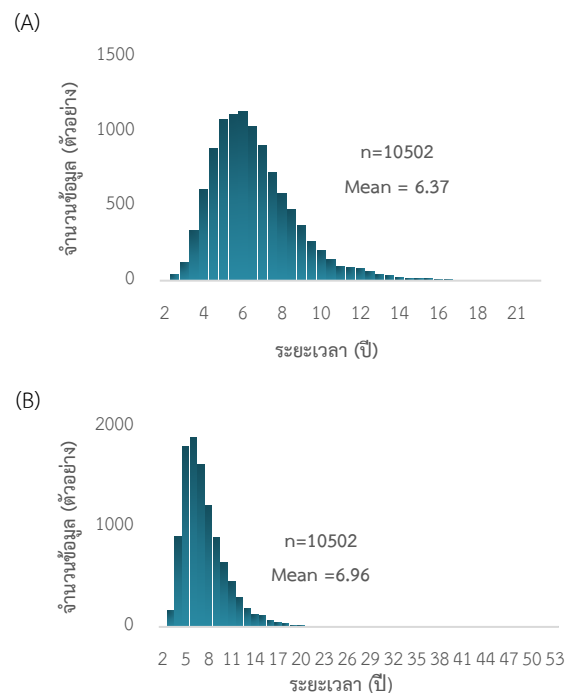 (A)
1500
1000
500
0
จำนวนข้อมูล (ตัวอย่าง)
n=10502
Mean = 6.37
2 4 6 8 10 12 14 16 18 21
ระยะเวลา (ปี)
(B)
2000
1000
0
จำนวนข้อมูล (ตัวอย่าง)
n=10502
Mean =6.96
2 5 8 11 14 17 20 23 26 29 32 35 38 41 44 47 50 53
ระยะเวลา (ปี)